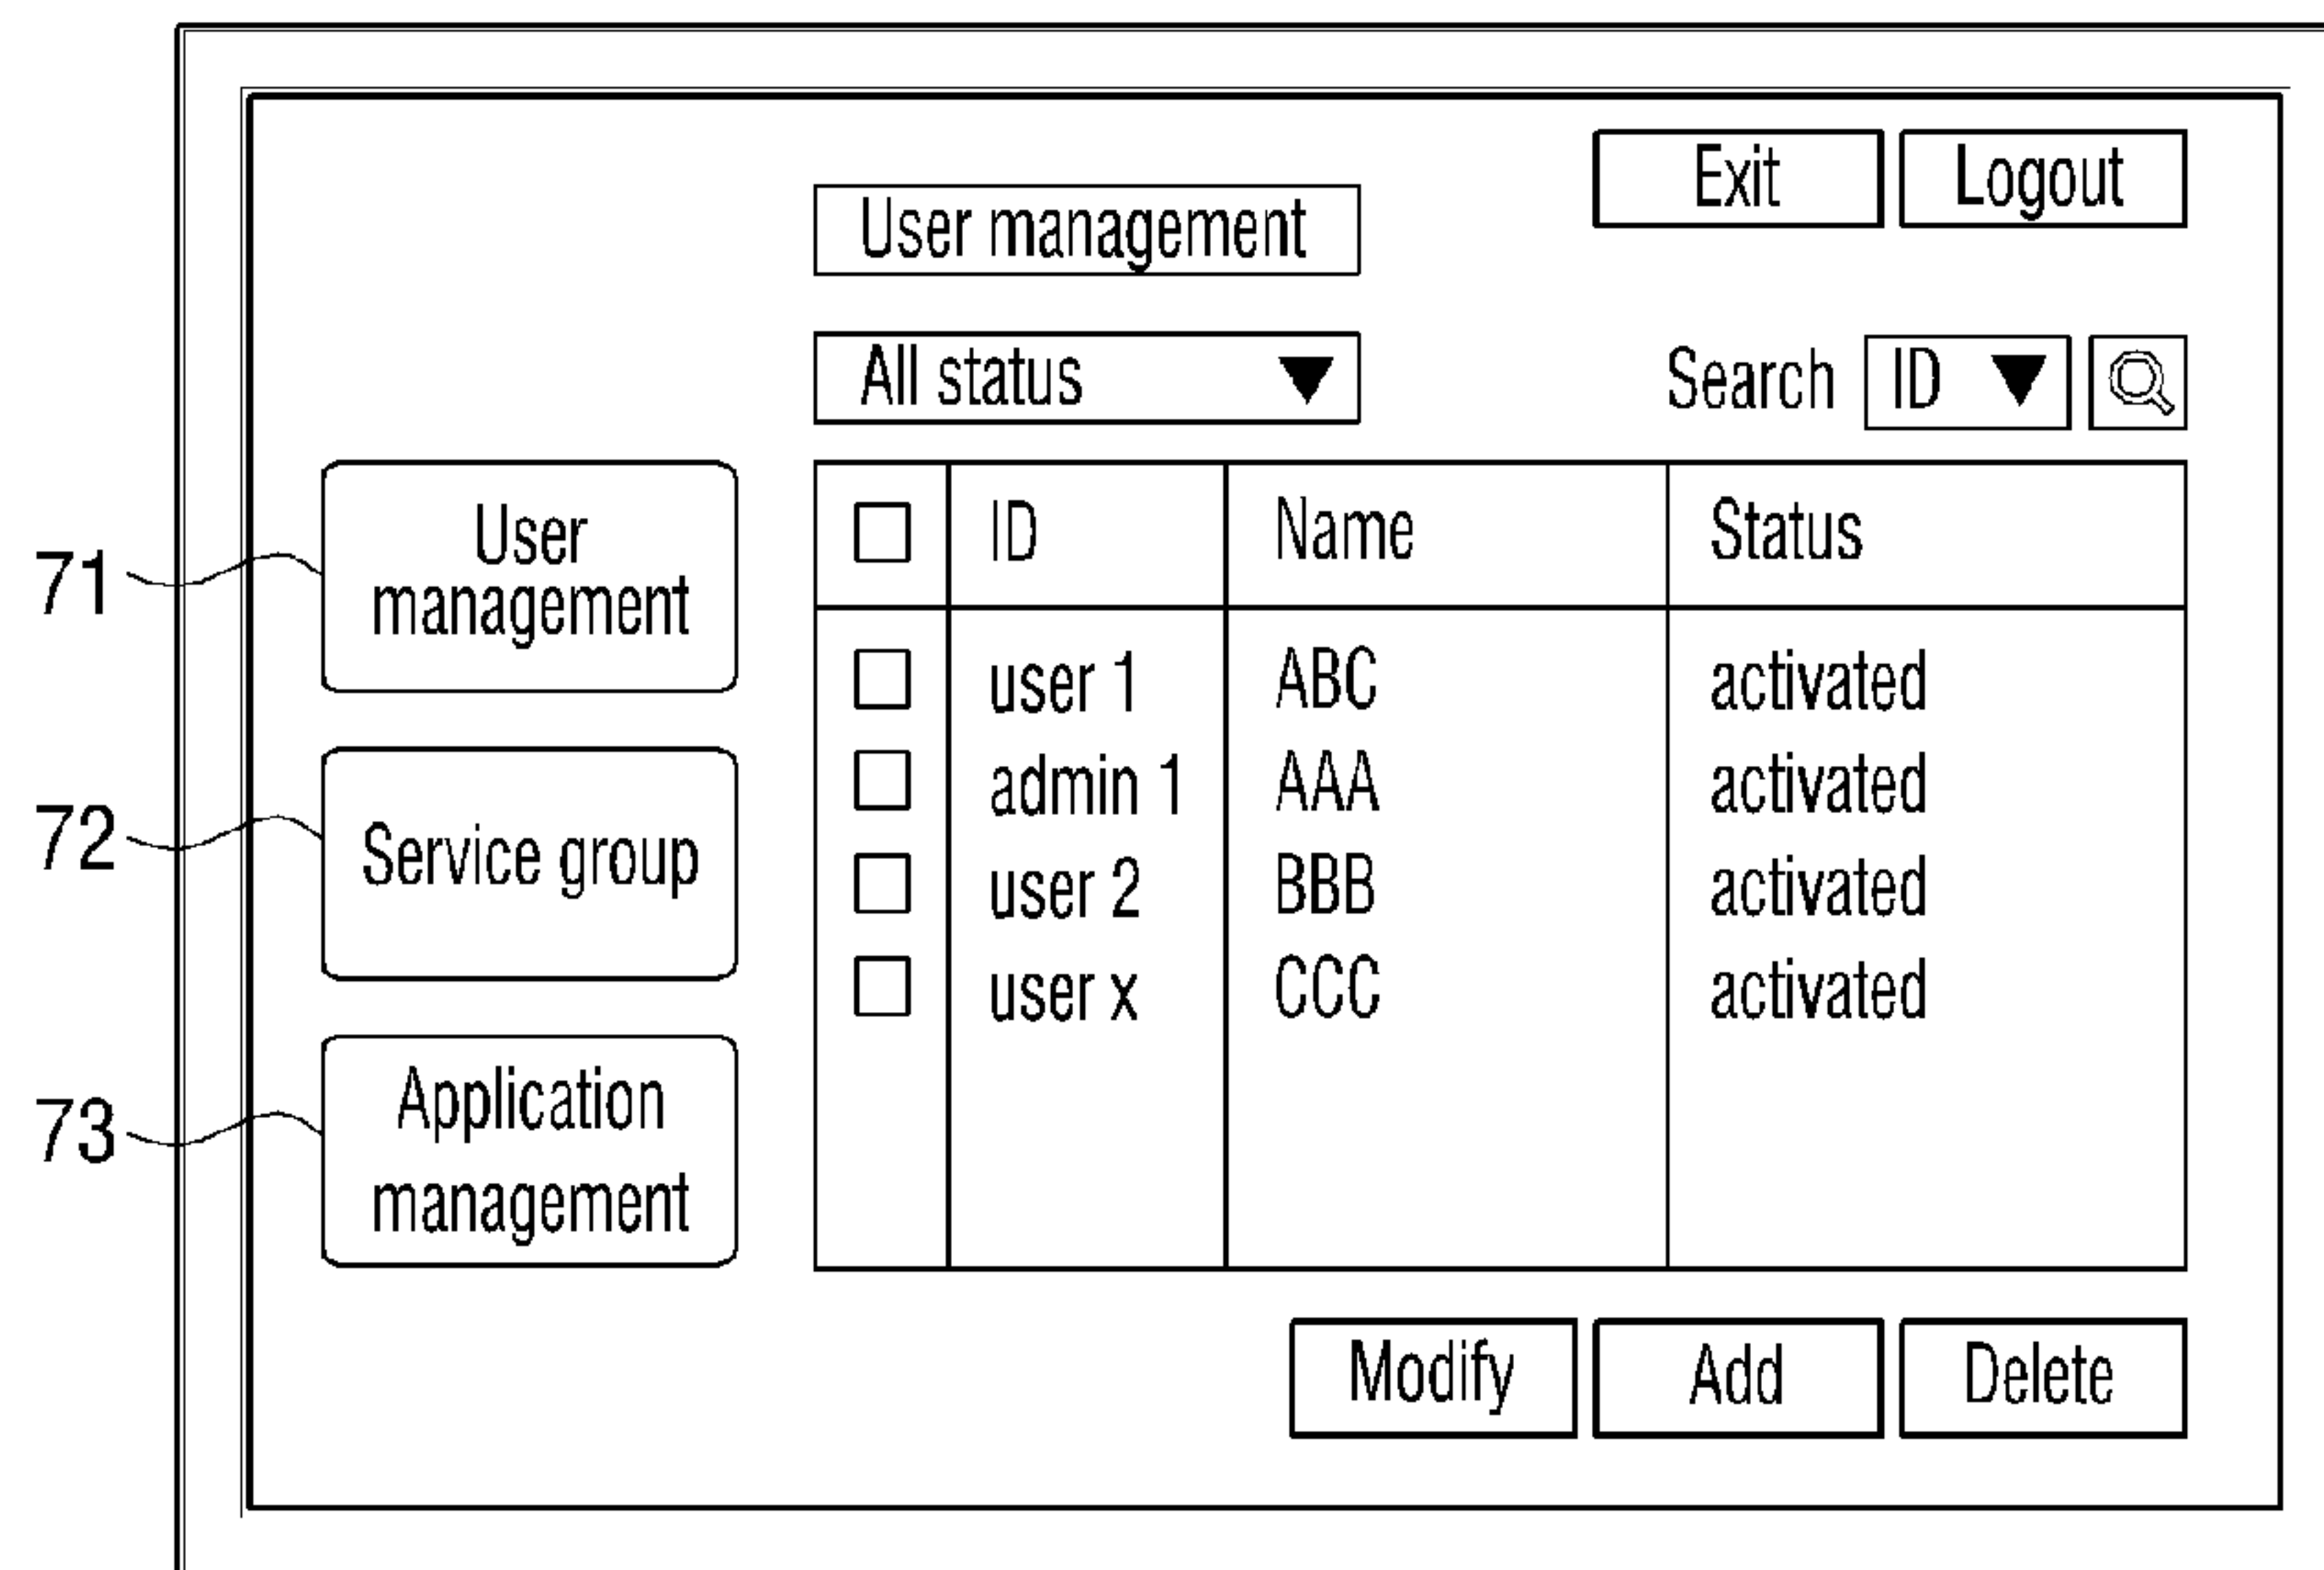 Exit Logout
User management
All status Search ID
71 User
management
ID Name Status
user 1 ABC activated
admin 1 AAA activated
72 Service group
user 2 BBB activated
user x CCC activated
73 Application
management
Modify Add Delete